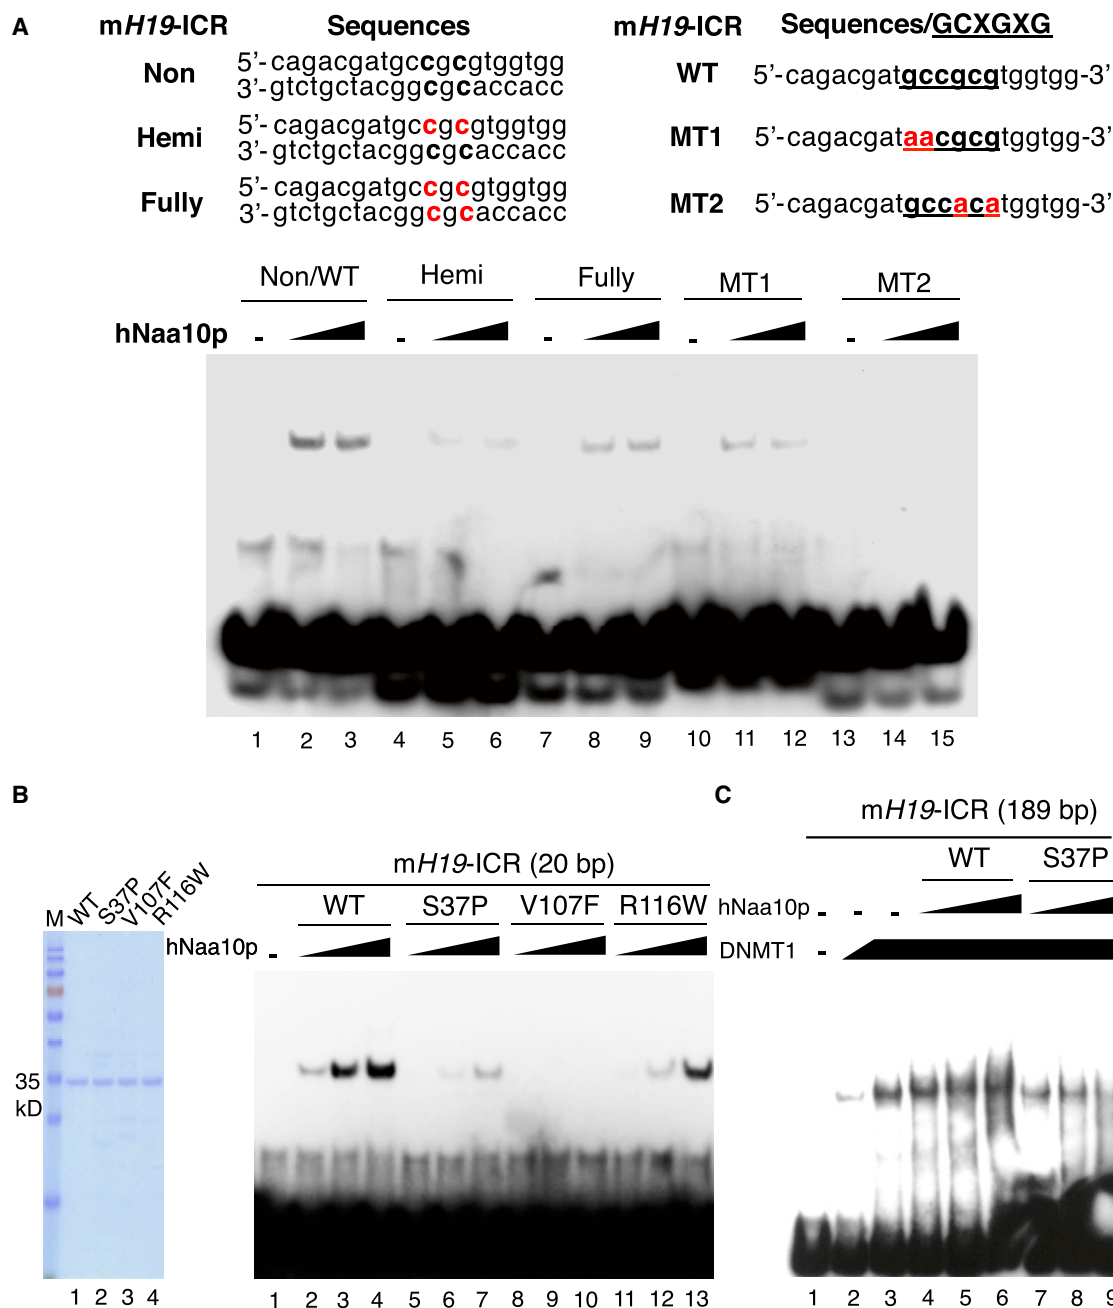 A
mH19-ICR Sequences
Non
5'- cagacgatgccgcgtggtgg
3'- gtctgctacggcgcaccacc
Hemi
5'- cagacgatgccgcgtggtgg
3'- gtctgctacggcgcaccacc
Fully
5'- cagacgatgccgcgtggtgg
3'- gtctgctacggcgcaccacc
mH19-ICR Sequences/GCXGXG
WT 5'-cagacgatgccgcgtggtgg-3'
MT1 5'-cagacgataacgcgtggtgg-3'
MT2 5'-cagacgatgccacatggtgg-3'
Non/WT Hemi Fully MT1 MT2
hNaa10p - - - - -
1 2 3 4 5 6 7 8 9 10 11 12 13 14 15
B
M WT S37P V107F R116W
35
kD
1 2 3 4
mH19-ICR (20 bp)
WT S37P V107F R116W
hNaa10p -
1 2 3 4 5 6 7 8 9 10 11 12 13
C
mH19-ICR (189 bp)
WT S37P
hNaa10p - - -
DNMT1 -
1 2 3 4 5 6 7 8 9